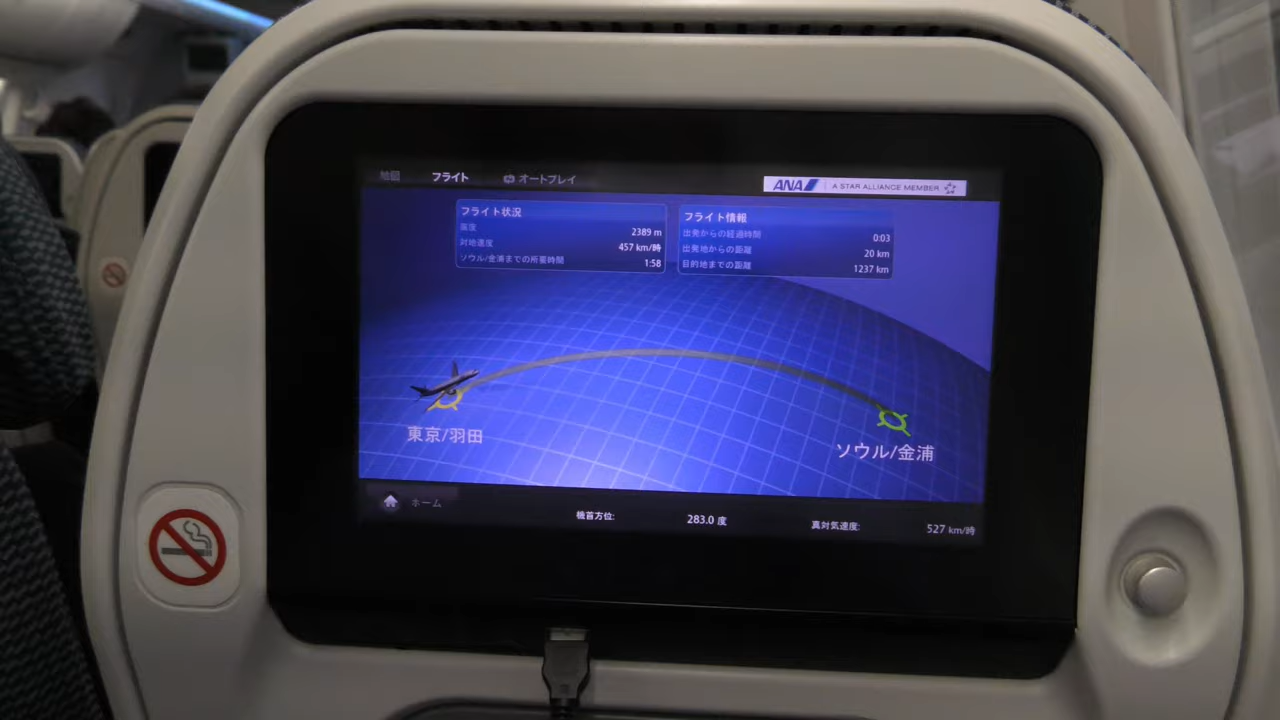 地図 フライト オートプレイ
ANA A STAR ALLIANCE MEMBER
フライト状況
高度 2389 m
対地速度 457 km/時
ソウル/金浦までの所要時間 1:58
フライト情報
出発からの経過時間 0:03
出発地からの距離 20 km
目的地までの距離 1237 km
東京/羽田
ソウル/金浦
ホーム
機首方位: 283.0 度
真対気速度: 527 km/時